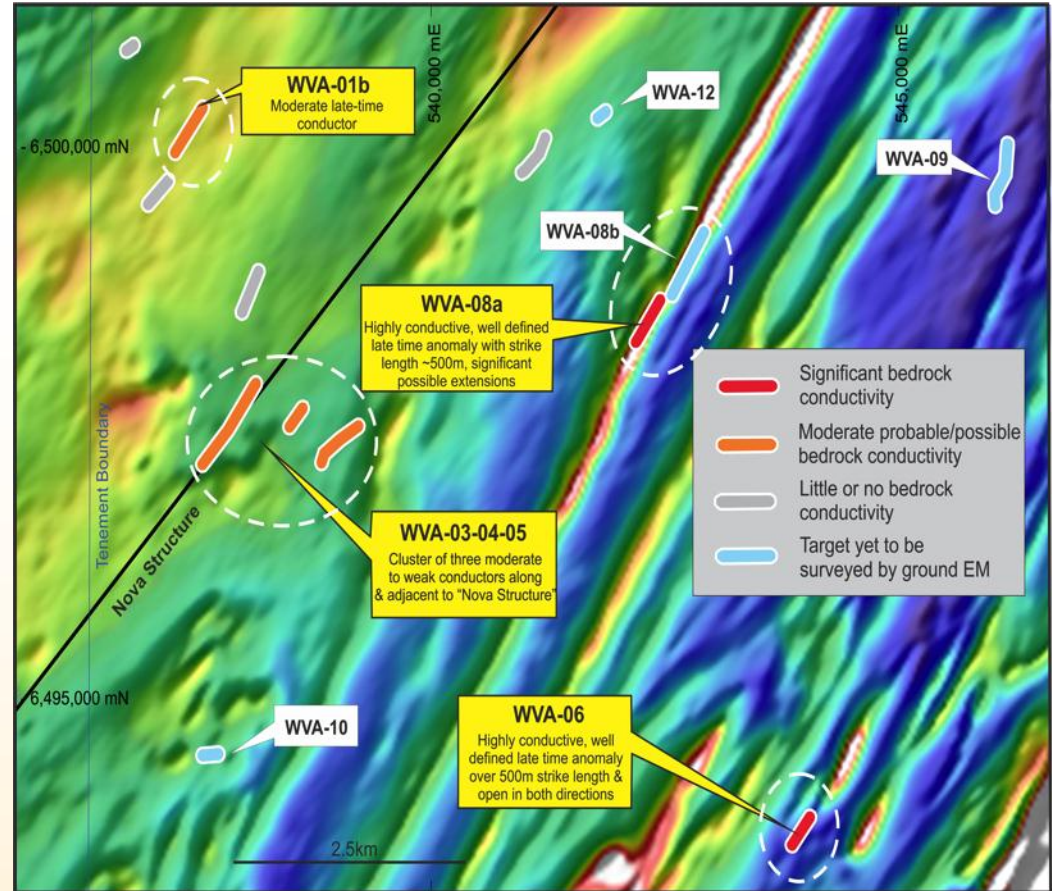 540,000 mE
545,000 mE
WVA-01b
Moderate late-time
conductor
WVA-12
- 6,500,000 mN
WVA-09
WVA-08b
WVA-08a
Highly conductive, well defined
late time anomaly with strike
length ~500m, significant
possible extensions
Significant bedrock
conductivity
Moderate probable/possible
bedrock conductivity
Little or no bedrock
conductivity
Target yet to be
surveyed by ground EM
Tenement Boundary
Nova Structure
WVA-03-04-05
Cluster of three moderate
to weak conductors along
& adjacent to "Nova Structure"
6,495,000 mN
WVA-10
WVA-06
Highly conductive, well
defined late time anomaly
over 500m strike length &
open in both directions
2.5km